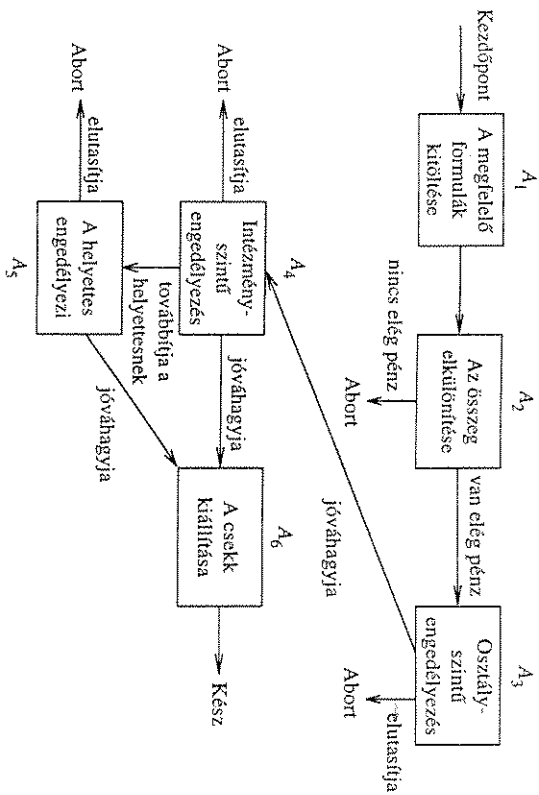 Kezdőpont
A₁
A megfelelő
formulák
kitöltése
nincs elég pénz
Abort
A₂
Az összeg
elkülönítése
van elég pénz
A₃
Osztály-
szintű
engedélyezés
elutasítja
Abort
jóváhagyja
A₄
Intézmény-
szintű
engedélyezés
elutasítja
Abort
továbbítja a
helyettesnek
jóváhagyja
A₅
A helyettes
engedélyezi
elutasítja
Abort
jóváhagyja
A₆
A csekk
kiállítása
Kész